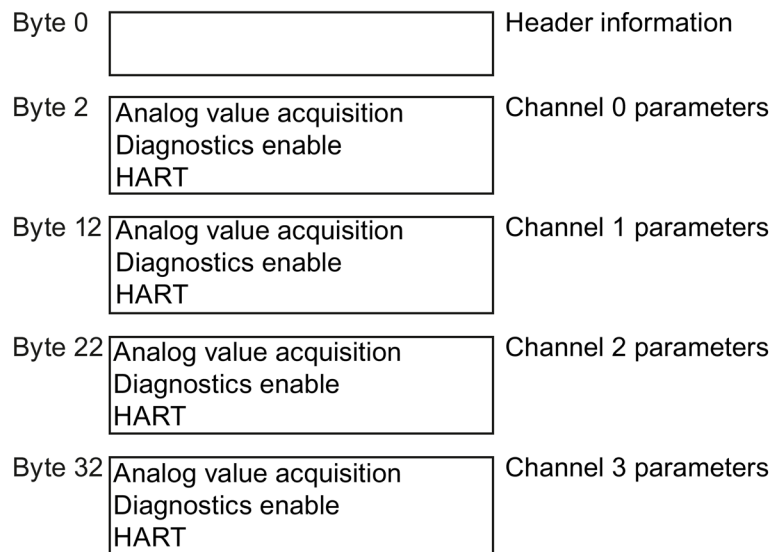 Byte 0 Header information
Byte 2 Analog value acquisition Channel 0 parameters
Diagnostics enable
HART
Byte 12 Analog value acquisition Channel 1 parameters
Diagnostics enable
HART
Byte 22 Analog value acquisition Channel 2 parameters
Diagnostics enable
HART
Byte 32 Analog value acquisition Channel 3 parameters
Diagnostics enable
HART